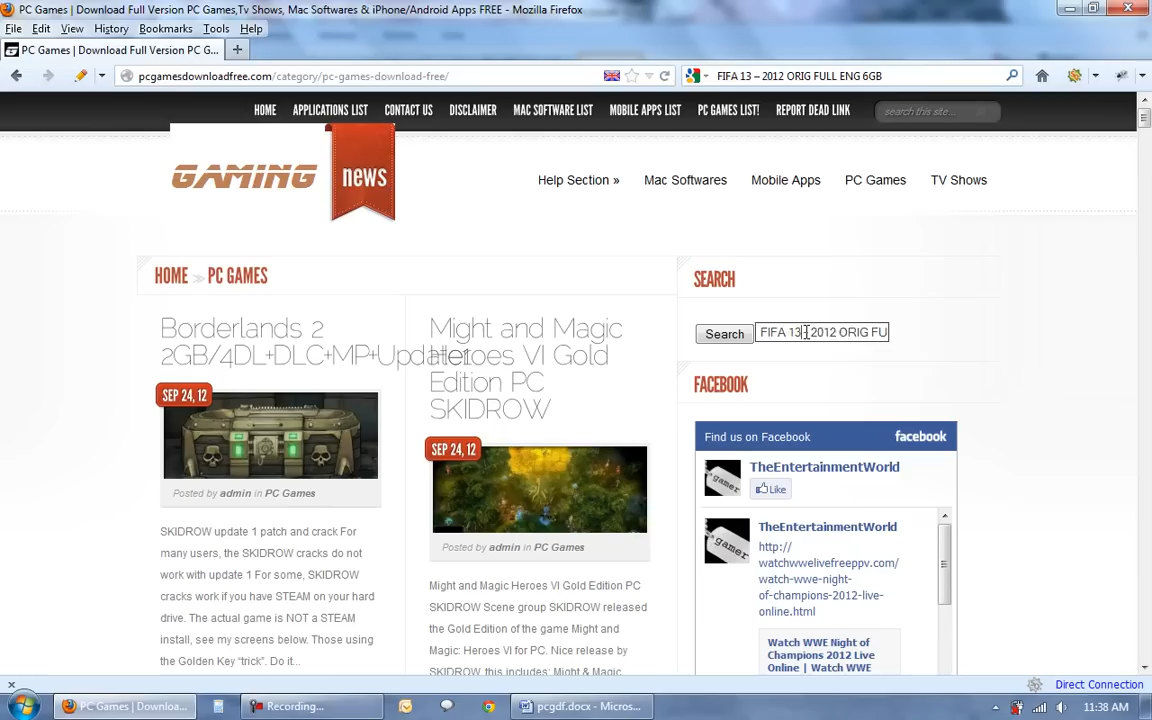 PC Games | Download Full Version PC Games,Tv Shows, Mac Softwares & iPhone/Android Apps FREE - Mozilla Firefox
File Edit View History Bookmarks Tools Help
PC Games | Download Full Version PC G...
pcgamesdownloadfree.com/category/pc-games-download-free/
FIFA 13 – 2012 ORIG FULL ENG 6GB
HOME APPLICATIONS LIST CONTACT US DISCLAIMER MAC SOFTWARE LIST MOBILE APPS LIST PC GAMES LIST! REPORT DEAD LINK search this site...
GAMING news
Help Section » Mac Softwares Mobile Apps PC Games TV Shows
HOME PC GAMES
SEARCH
Search FIFA 13 – 2012 ORIG FU
Borderlands 2
2GB/4DL+DLC+MP+Update1
SEP 24, 12
Posted by admin in PC Games
SKIDROW update 1 patch and crack For
many users, the SKIDROW cracks do not
work with update 1 For some, SKIDROW
cracks work if you have STEAM on your hard
drive. The actual game is NOT a STEAM
install, see my screens below. Those using
the Golden Key “trick”. Do it...
Might and Magic
Heroes VI Gold
Edition PC
SKIDROW
SEP 24, 12
Posted by admin in PC Games
Might and Magic Heroes VI Gold Edition PC
SKIDROW Scene group SKIDROW released
the Gold Edition of the game Might and
Magic: Heroes VI for PC. Nice release by
SKIDROW, this includes: Might & Magic
FACEBOOK
Find us on Facebook facebook
TheEntertainmentWorld
Like
TheEntertainmentWorld
http://
watchwwelivefreeppv.com/
watch-wwe-night-
of-champions-2012-live-
online.html
Watch WWE Night of
Champions 2012 Live
Online | Watch WWE
Direct Connection
PC Games | Downloa... Recording... pcgdf.docx - Micros... 11:38 AM